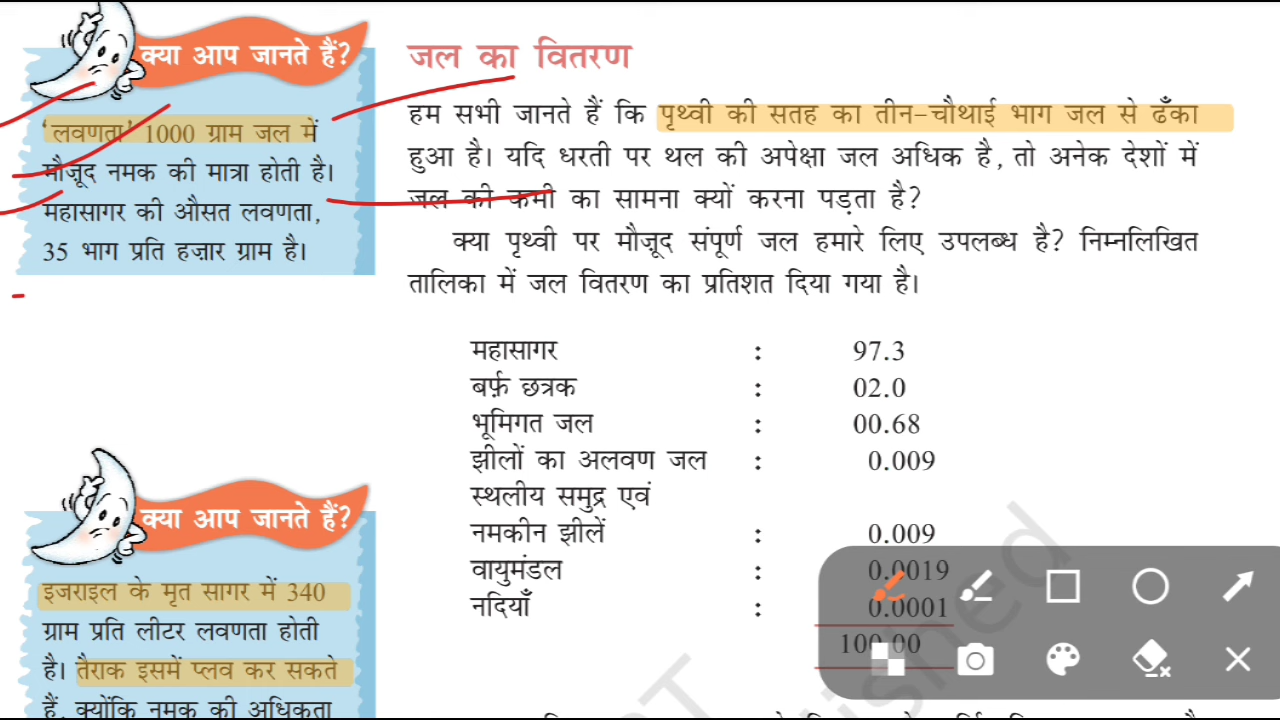 क्या आप जानते हैं?
'लवणता' 1000 ग्राम जल में
मौजूद नमक की मात्रा होती है।
महासागर की औसत लवणता,
35 भाग प्रति हज़ार ग्राम है।
जल का वितरण
हम सभी जानते हैं कि पृथ्वी की सतह का तीन-चौथाई भाग जल से ढँका
हुआ है। यदि धरती पर थल की अपेक्षा जल अधिक है, तो अनेक देशों में
जल की कमी का सामना क्यों करना पड़ता है?
क्या पृथ्वी पर मौजूद संपूर्ण जल हमारे लिए उपलब्ध है? निम्नलिखित
तालिका में जल वितरण का प्रतिशत दिया गया है।
महासागर : 97.3
बर्फ़ छत्रक : 02.0
भूमिगत जल : 00.68
झीलों का अलवण जल : 0.009
स्थलीय समुद्र एवं
नमकीन झीलें : 0.009
वायुमंडल : 0.0019
नदियाँ : 0.0001
100.00
क्या आप जानते हैं?
इजराइल के मृत सागर में 340
ग्राम प्रति लीटर लवणता होती
है। तैराक इसमें प्लव कर सकते
हैं, क्योंकि नमक की अधिकता